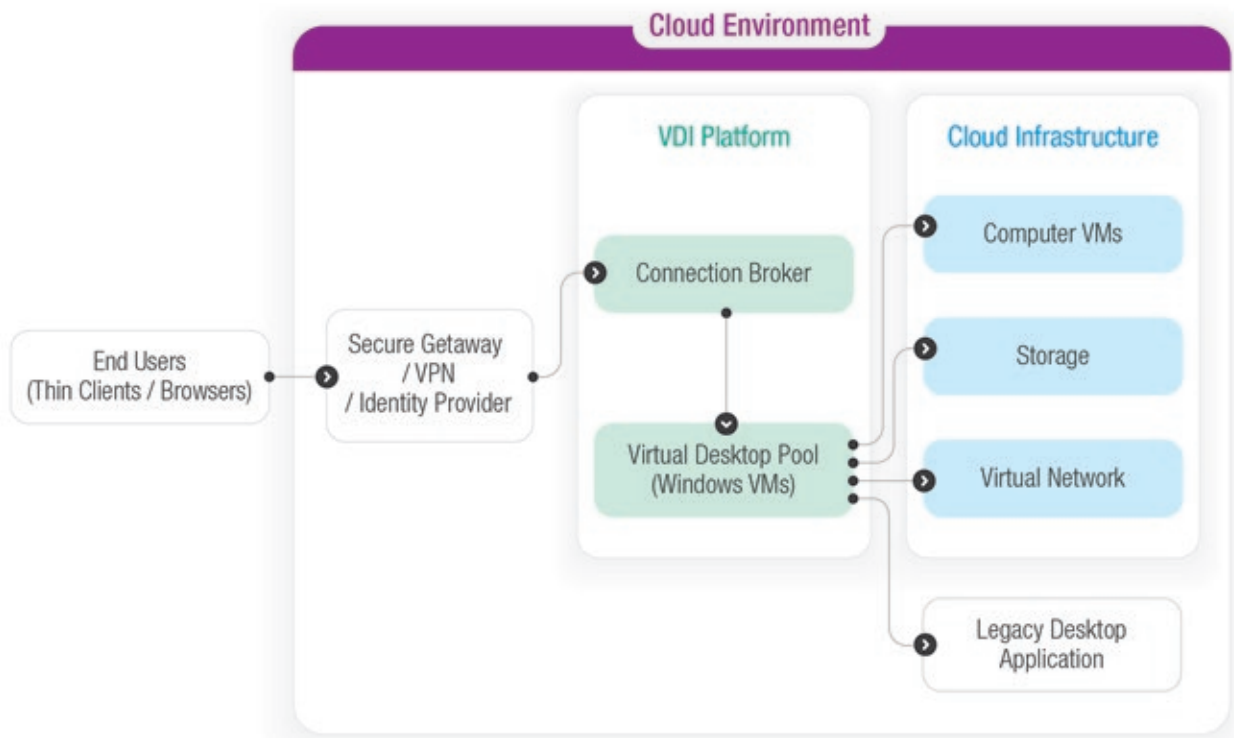 Cloud Environment
VDI Platform
Cloud Infrastructure
Computer VMs
Connection Broker
Storage
End Users
(Thin Clients / Browsers)
Secure Getaway
/ VPN
/ Identity Provider
Virtual Desktop Pool
(Windows VMs)
Virtual Network
Legacy Desktop
Application